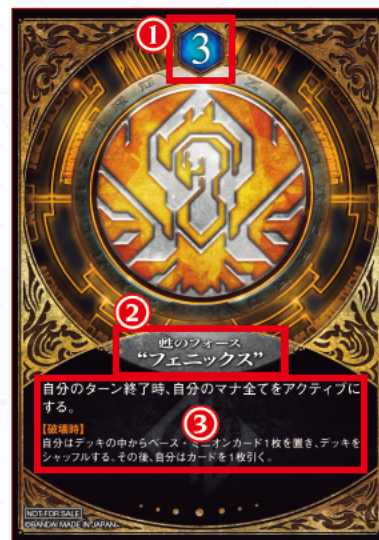 ① 3
②
甦のフォース
“フェニックス”
自分のターン終了時、自分のマナ全てをアクティブに
する。
③
【破壊時】
自分はデッキの中からベース・ミニオンカード1枚を置き、デッキを
シャッフルする。その後、自分はカードを1枚引く。
NOT FOR SALE
©BANDAI MADE IN JAPAN